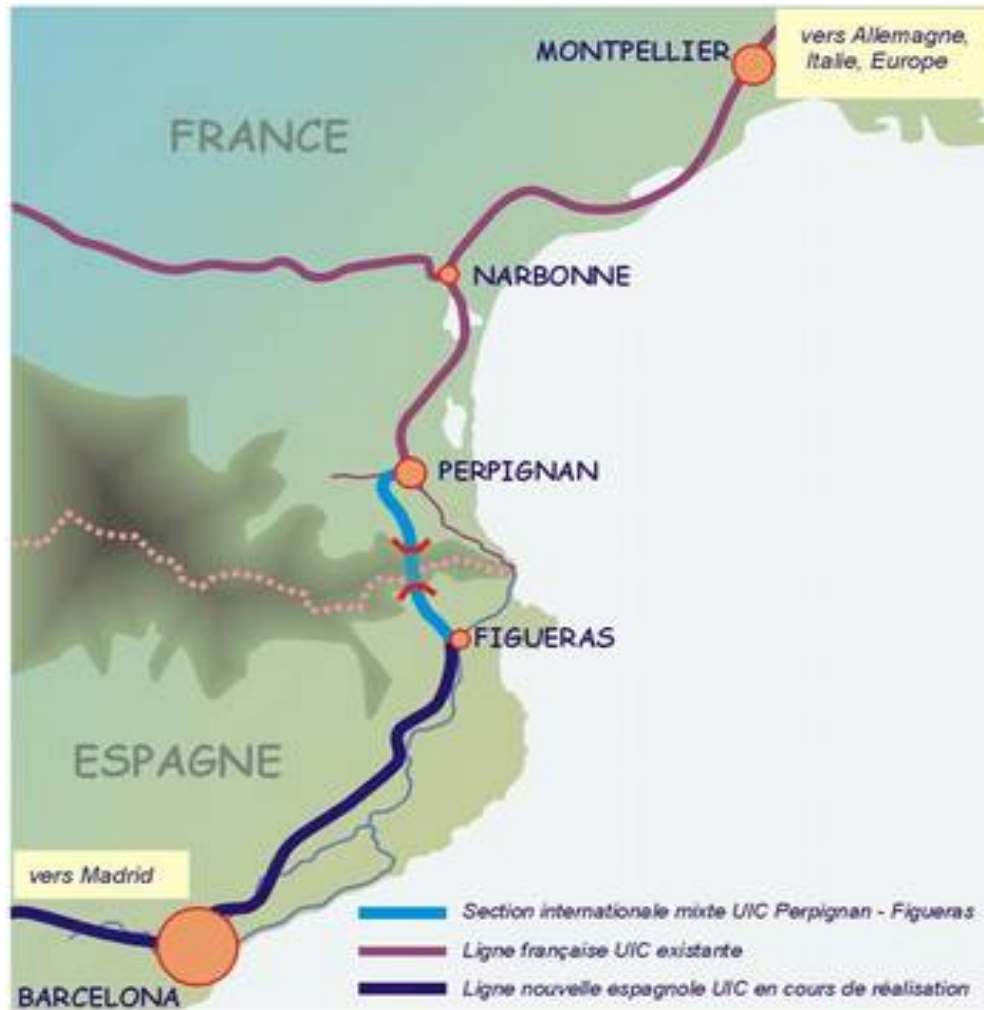 MONTPELLIER
vers Allemagne,
Italie, Europe
FRANCE
NARBONNE
PERPIGNAN
FIGUERAS
ESPAGNE
vers Madrid
BARCELONA
Section internationale mixte UIC Perpignan - Figueras
Ligne française UIC existante
Ligne nouvelle espagnole UIC en cours de réalisation